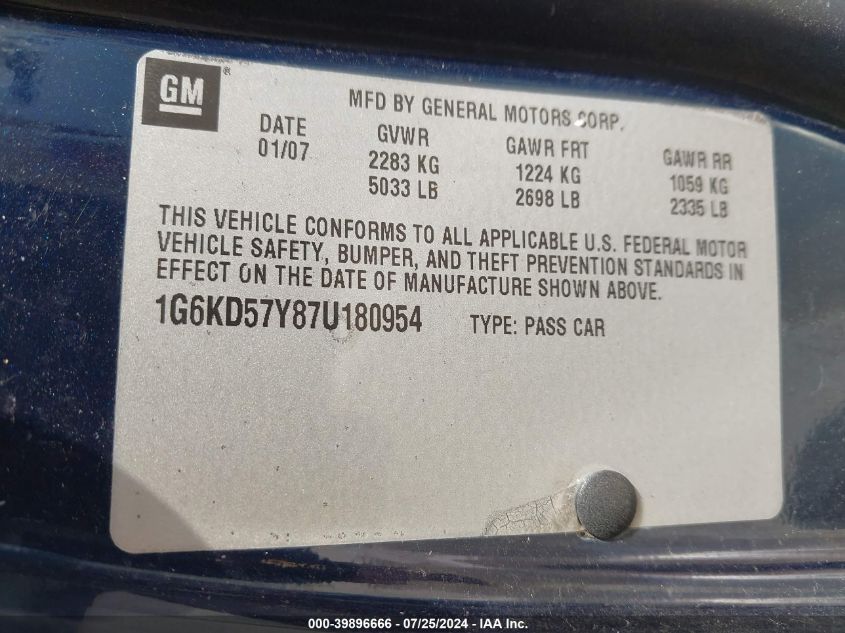 GM ®
MFD BY GENERAL MOTORS CORP.
DATE GVWR GAWR FRT GAWR RR
01/07 2283 KG 1224 KG 1059 KG
5033 LB 2698 LB 2335 LB
THIS VEHICLE CONFORMS TO ALL APPLICABLE U.S. FEDERAL MOTOR
VEHICLE SAFETY, BUMPER, AND THEFT PREVENTION STANDARDS IN
EFFECT ON THE DATE OF MANUFACTURE SHOWN ABOVE.
1G6KD57Y87U180954 TYPE: PASS CAR
000-39896666 - 07/25/2024 - IAA Inc.